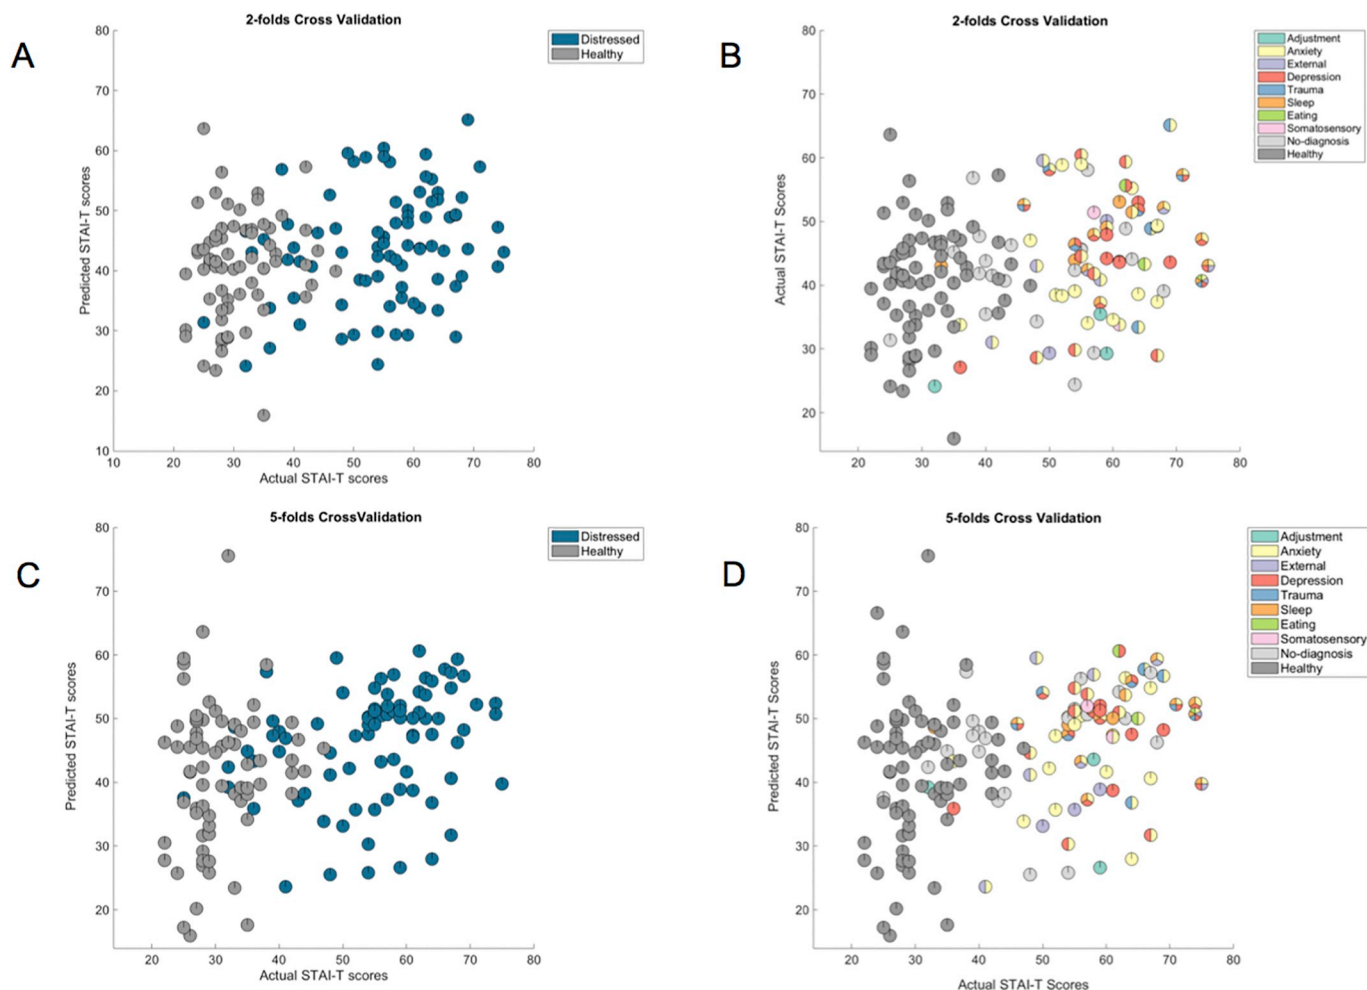 A
2-folds Cross Validation
Distressed
Healthy
Predicted STAI-T scores
80
70
60
50
40
30
20
10
10 20 30 40 50 60 70 80
Actual STAI-T scores
B
2-folds Cross Validation
Adjustment
Anxiety
External
Depression
Trauma
Sleep
Eating
Somatosensory
No-diagnosis
Healthy
Actual STAI-T Scores
80
70
60
50
40
30
20
20 30 40 50 60 70 80
Actual STAI-T scores
C
5-folds CrossValidation
Distressed
Healthy
Predicted STAI-T scores
80
70
60
50
40
30
20
20 30 40 50 60 70 80
Actual STAI-T scores
D
5-folds Cross Validation
Adjustment
Anxiety
External
Depression
Trauma
Sleep
Eating
Somatosensory
No-diagnosis
Healthy
Predicted STAI-T scores
80
70
60
50
40
30
20
20 30 40 50 60 70 80
Actual STAI-T Scores